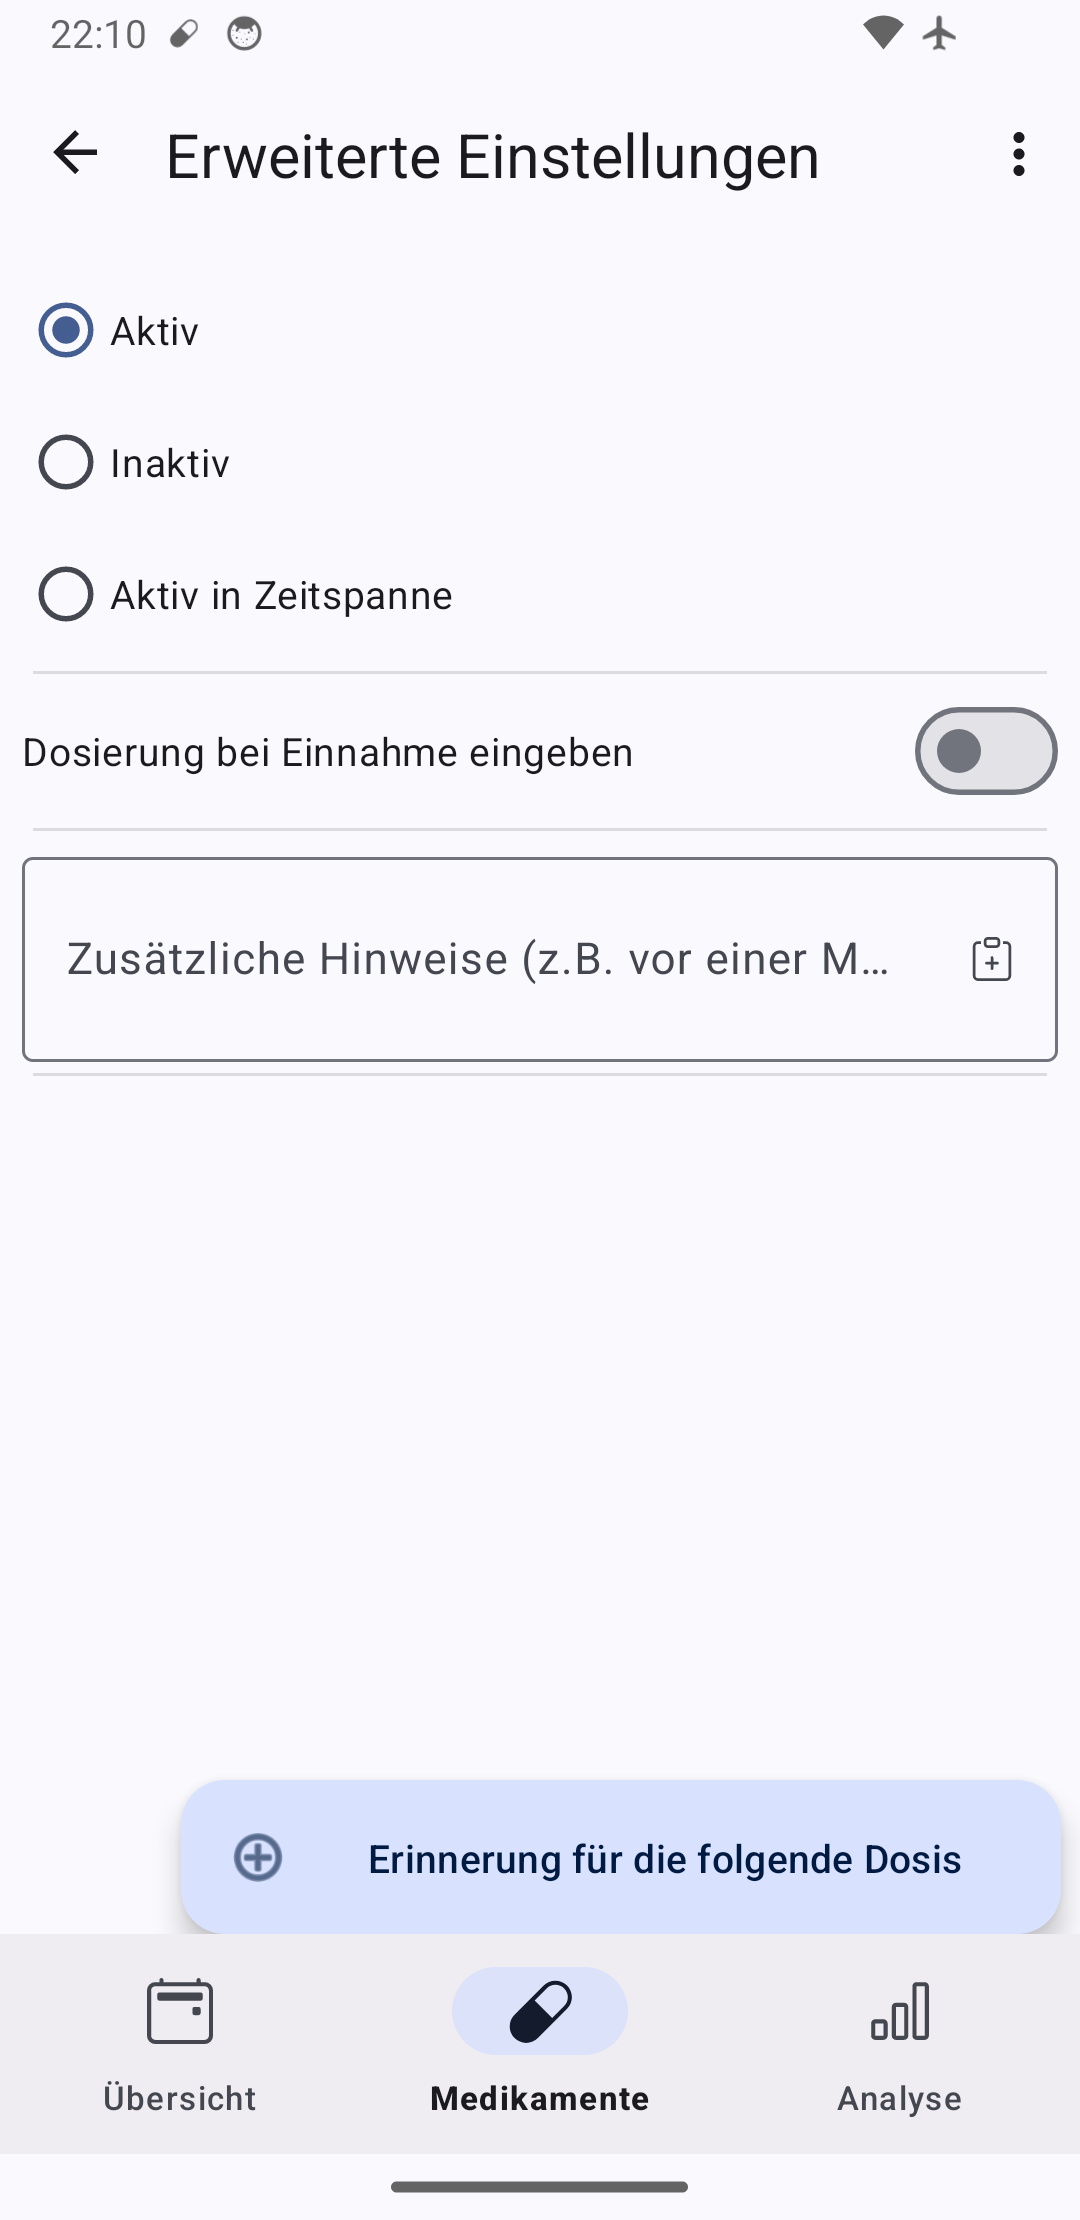 22:10
Erweiterte Einstellungen
Aktiv
Inaktiv
Aktiv in Zeitspanne
Dosierung bei Einnahme eingeben
Zusätzliche Hinweise (z.B. vor einer M...
Erinnerung für die folgende Dosis
Übersicht
Medikamente
Analyse